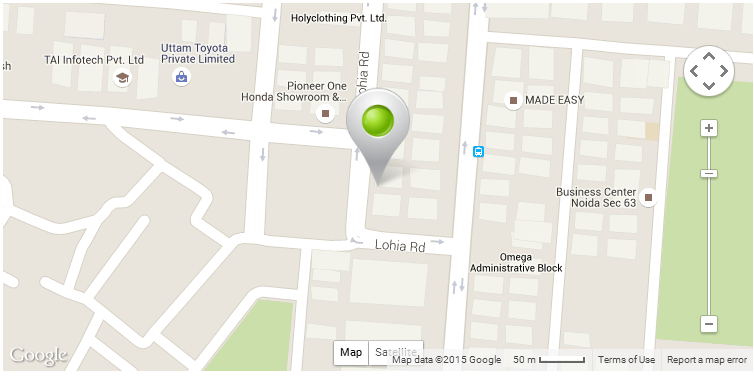 Holyclothing Pvt. Ltd.
Uttam Toyota
Private Limited
TAI Infotech Pvt. Ltd
sh
Lohia Rd
Pioneer One
Honda Showroom &...
MADE EASY
Business Center
Noida Sec 63
Lohia Rd
Omega
Administrative Block
Map
Satellite
Google
Map data ©2015 Google
50 m
Terms of Use
Report a map error